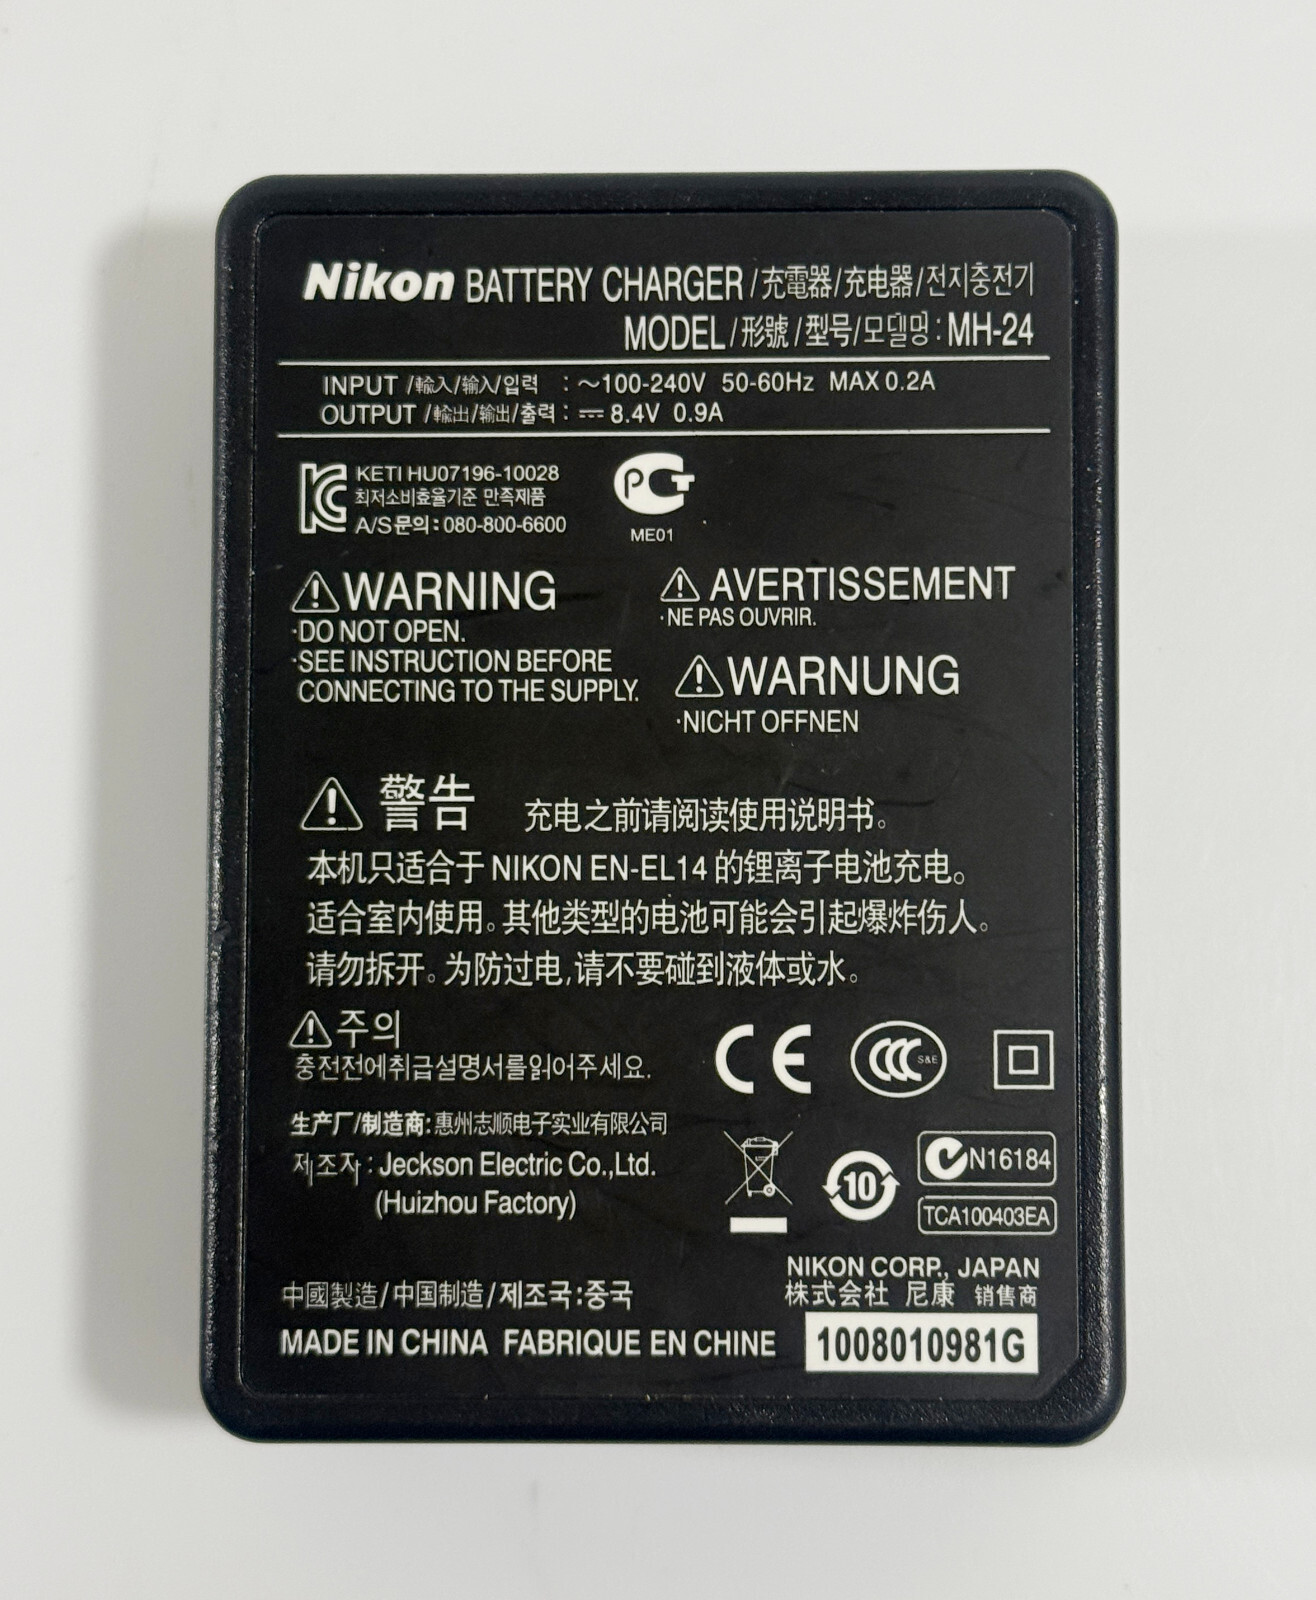 Nikon BATTERY CHARGER/充電器/充电器/전지충전기
MODEL/形號/型号/모델명:MH-24
INPUT /輸入/输入/입력 : ～100-240V 50-60Hz MAX 0.2A
OUTPUT /輸出/输出/출력: ⎓ 8.4V 0.9A
KETI HU07196-10028
최저소비효율기준 만족제품
A/S문의:080-800-6600
PCT
ME01
⚠WARNING
·DO NOT OPEN.
·SEE INSTRUCTION BEFORE
CONNECTING TO THE SUPPLY.
⚠AVERTISSEMENT
·NE PAS OUVRIR.
⚠WARNUNG
·NICHT OFFNEN
⚠ 警告 充电之前请阅读使用说明书。
本机只适合于 NIKON EN-EL14 的锂离子电池充电。
适合室内使用。其他类型的电池可能会引起爆炸伤人。
请勿拆开。为防过电,请不要碰到液体或水。
⚠주의
충전전에취급설명서를읽어주세요.
CE CCC S&E
生产厂/制造商:惠州志顺电子实业有限公司
제조자:Jeckson Electric Co.,Ltd.
(Huizhou Factory)
10
N16184
TCA100403EA
NIKON CORP., JAPAN
株式会社 尼康 销售商
中國製造/中国制造/제조국:중국
MADE IN CHINA FABRIQUE EN CHINE
1008010981G